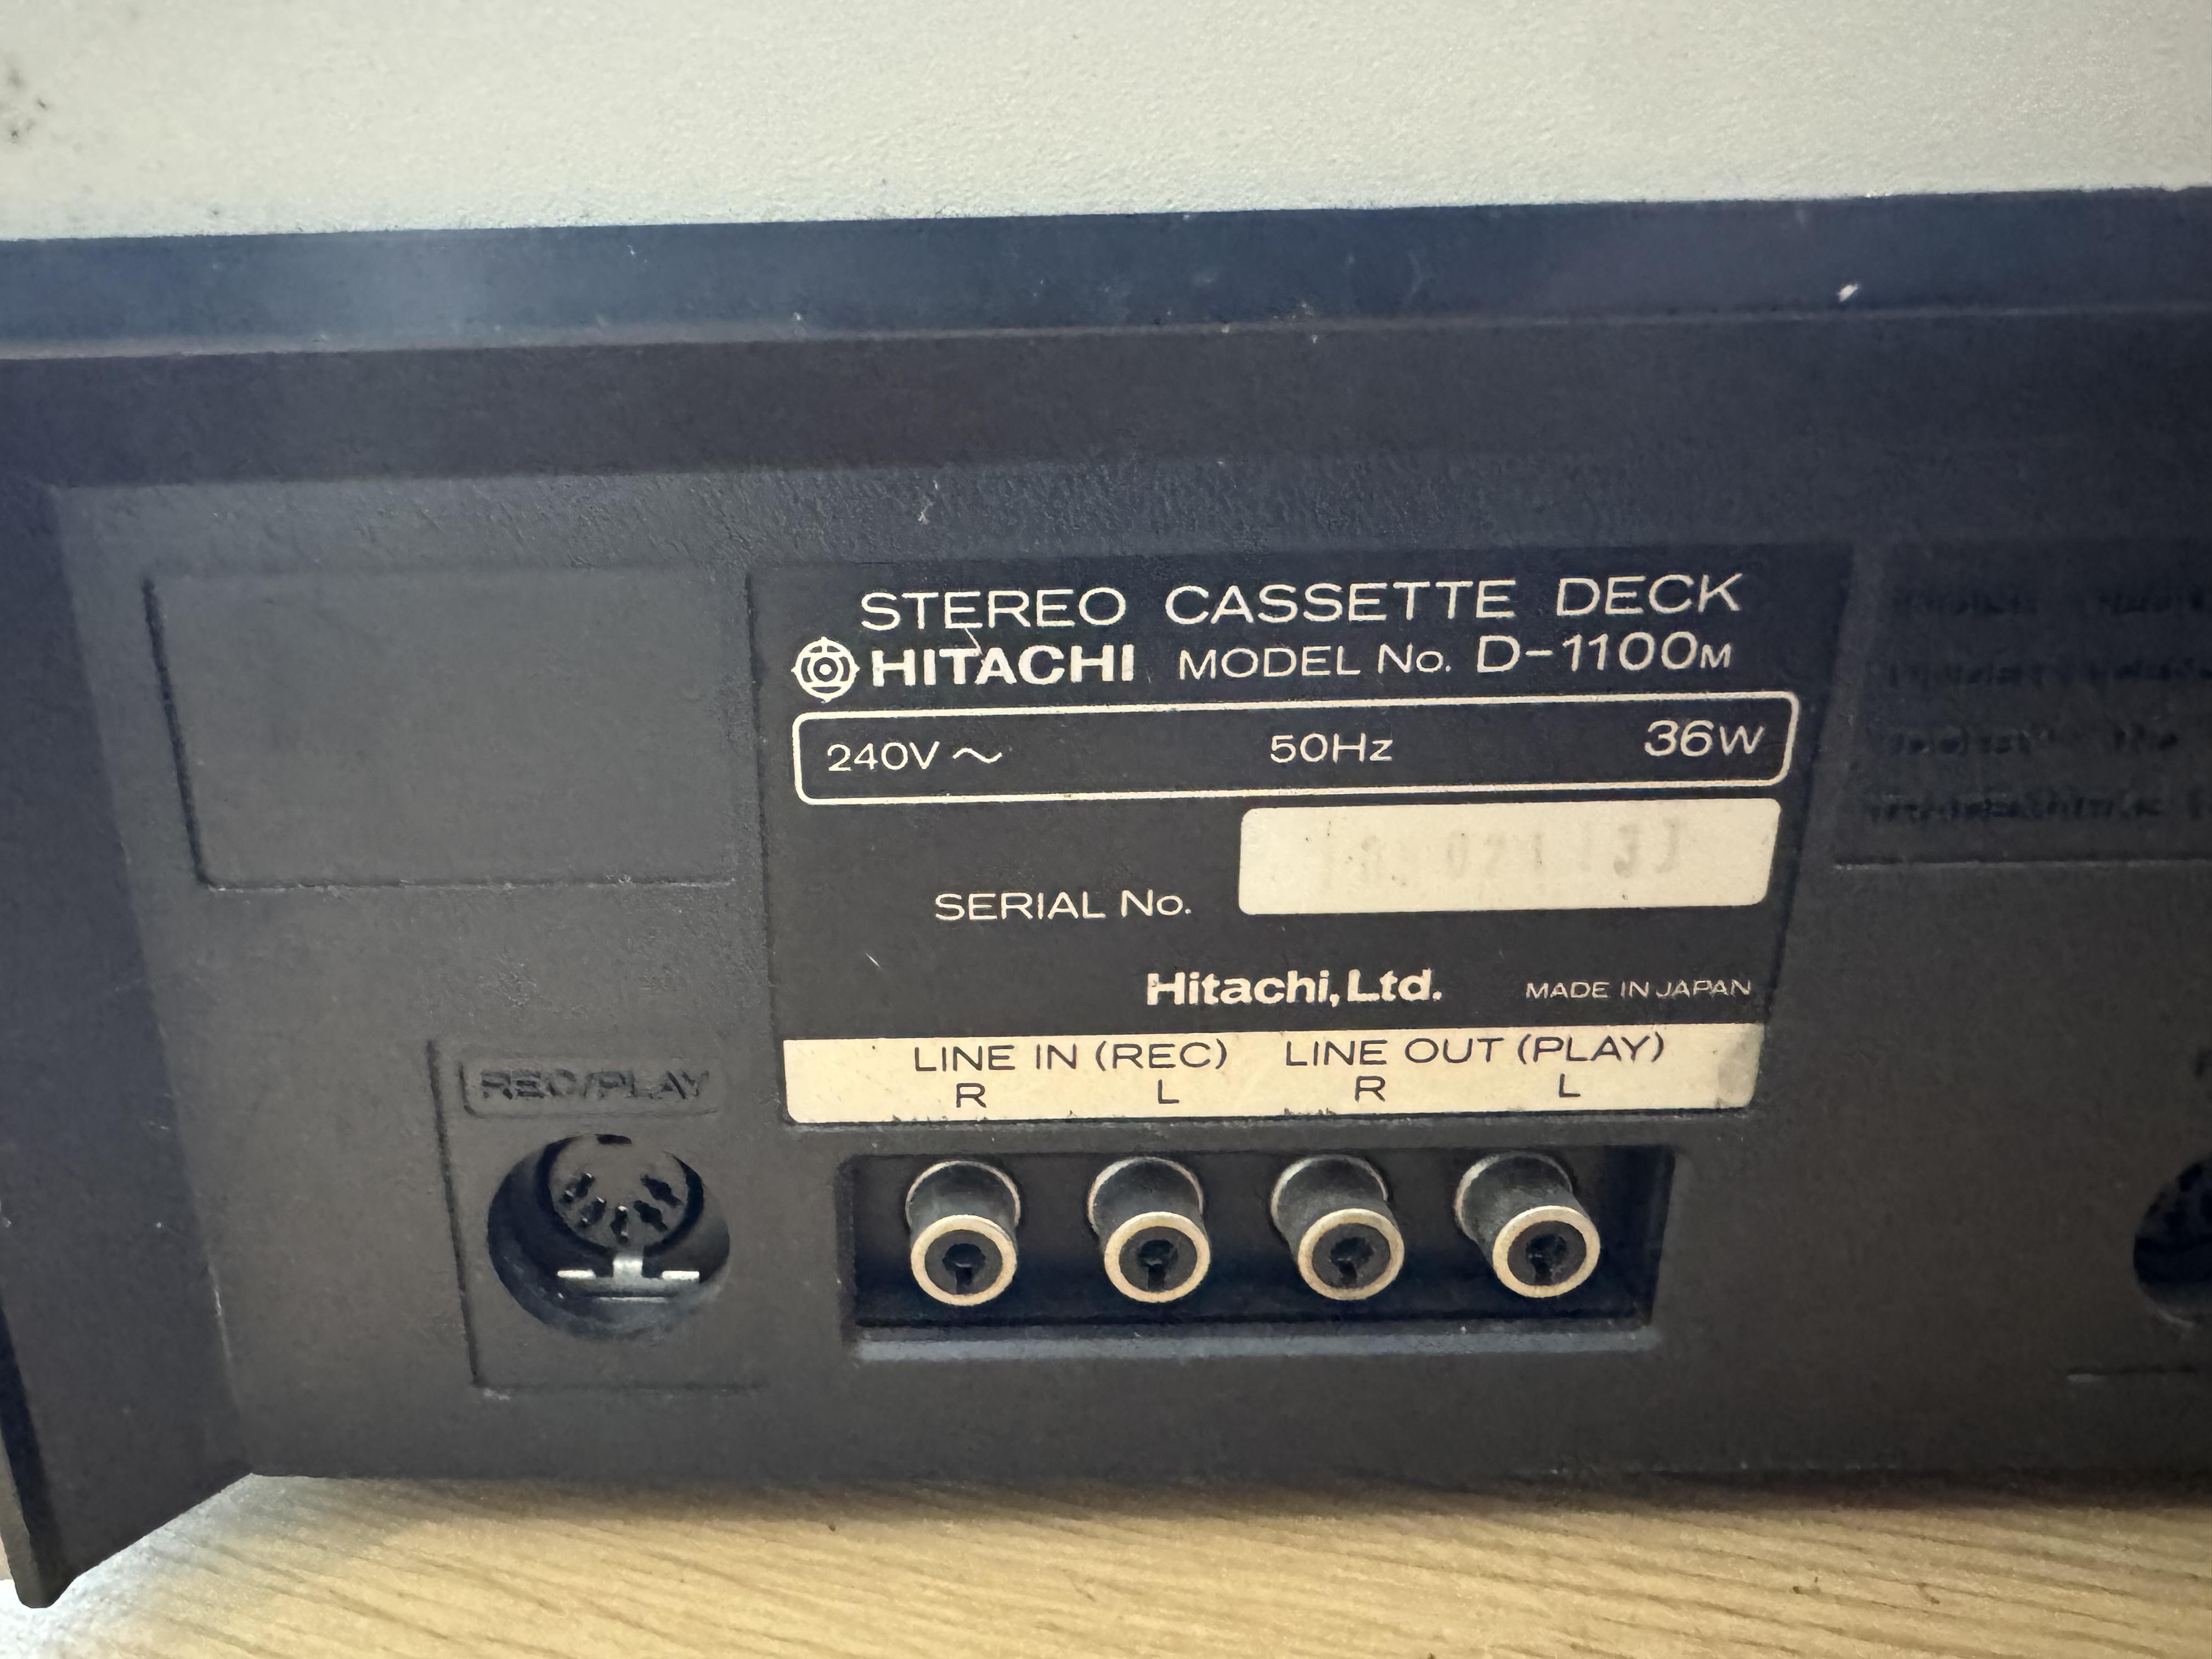 STEREO CASSETTE DECK
HITACHI MODEL No. D-1100M
240V ~ 50Hz 36W
SERIAL No.
Hitachi, Ltd. MADE IN JAPAN
LINE IN (REC) LINE OUT (PLAY)
R L R L
REC/PLAY